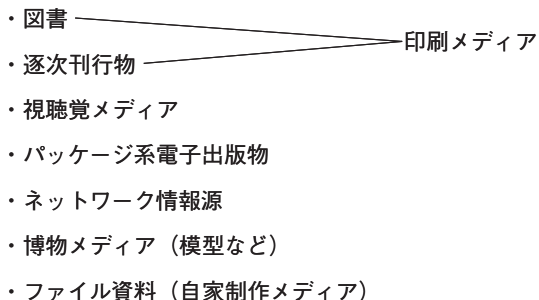 ・図書
印刷メディア
・逐次刊行物
・視聴覚メディア
・パッケージ系電子出版物
・ネットワーク情報源
・博物メディア（模型など）
・ファイル資料（自家制作メディア）